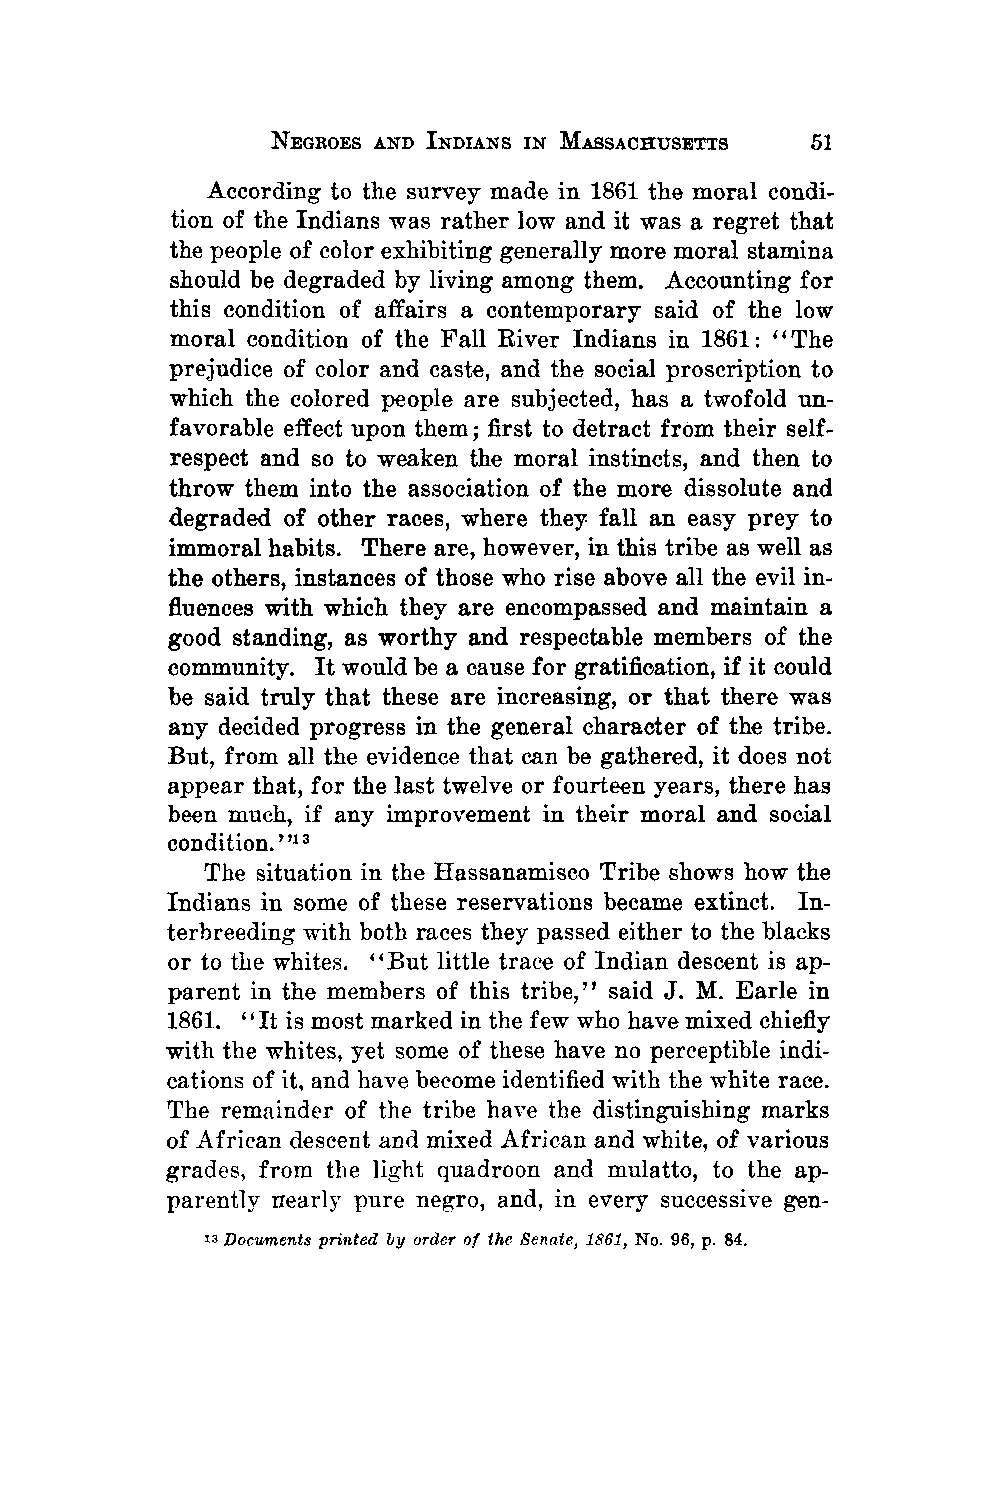 NEGROES AND INDIANS IN MASSACHUSETTS 51
According to the survey made in 1861 the moral condi-
tion of the Indians was rather low and it was a regret that
the people of color exhibiting generally more moral stamina
should be degraded by living among them. Accounting for
this condition of affairs a contemporary said of the low
moral condition of the Fall River Indians in 1861: "The
prejudice of color and caste, and the social proscription to
which the colored people are subjected, has a twofold un-
favorable effect upon them; first to detract from their self-
respect and so to weaken the moral instincts, and then to
throw them into the association of the more dissolute and
degraded of other races, where they fall an easy prey to
immoral habits. There are, however, in this tribe as well as
the others, instances of those who rise above all the evil in-
fluences with which they are encompassed and maintain a
good standing, as worthy and respectable members of the
community. It would be a cause for gratification, if it could
be said truly that these are increasing, or that there was
any decided progress in the general character of the tribe.
But, from all the evidence that can be gathered, it does not
appear that, for the last twelve or fourteen years, there has
been much, if any improvement in their moral and social
condition."13
The situation in the Hassanamisco Tribe shows how the
Indians in some of these reservations became extinct. In-
terbreeding with both races they passed either to the blacks
or to the whites. "But little trace of Indian descent is ap-
parent in the members of this tribe," said J. M. Earle in
1861. "It is most marked in the few who have mixed chiefly
with the whites, yet some of these have no perceptible indi-
cations of it, and have become identified with the white race.
The remainder of the tribe have the distinguishing marks
of African descent and mixed African and white, of various
grades, from the light quadroon and mulatto, to the ap-
parently nearly pure negro, and, in every successive gen-
13 Documents printed by order of the Senate, 1861, No. 96, p. 84.